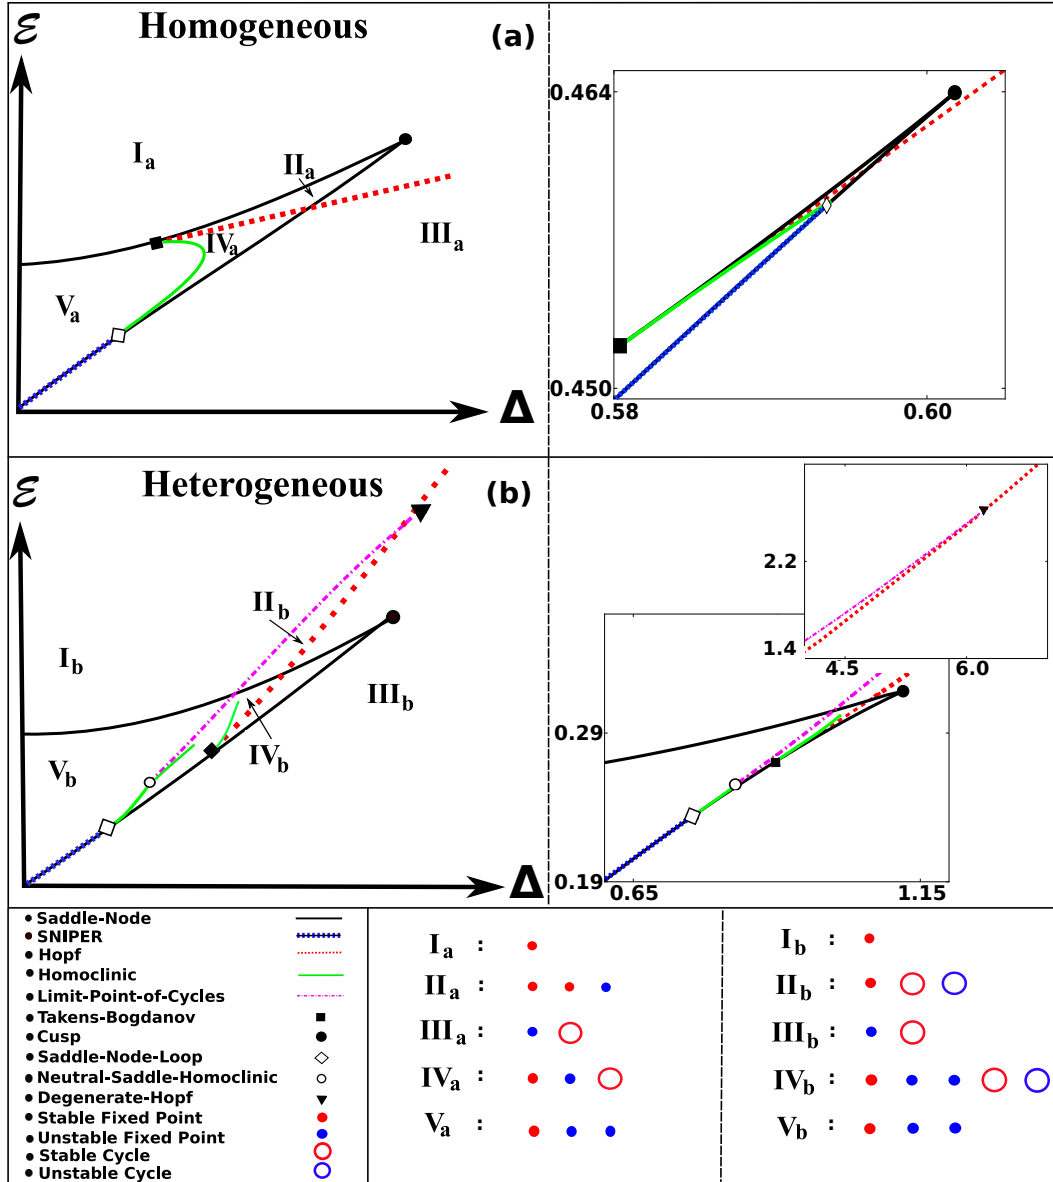 ℰ
Homogeneous
(a)
I_a
II_a
III_a
IV_a
V_a
Δ
0.464
0.450
0.58
0.60
ℰ
Heterogeneous
(b)
I_b
II_b
III_b
IV_b
V_b
Δ
2.2
1.4
4.5
6.0
0.29
0.19
0.65
1.15
Saddle-Node
SNIPER
Hopf
Homoclinic
Limit-Point-of-Cycles
Takens-Bogdanov
Cusp
Saddle-Node-Loop
Neutral-Saddle-Homoclinic
Degenerate-Hopf
Stable Fixed Point
Unstable Fixed Point
Stable Cycle
Unstable Cycle
I_a :
II_a :
III_a :
IV_a :
V_a :
I_b :
II_b :
III_b :
IV_b :
V_b :